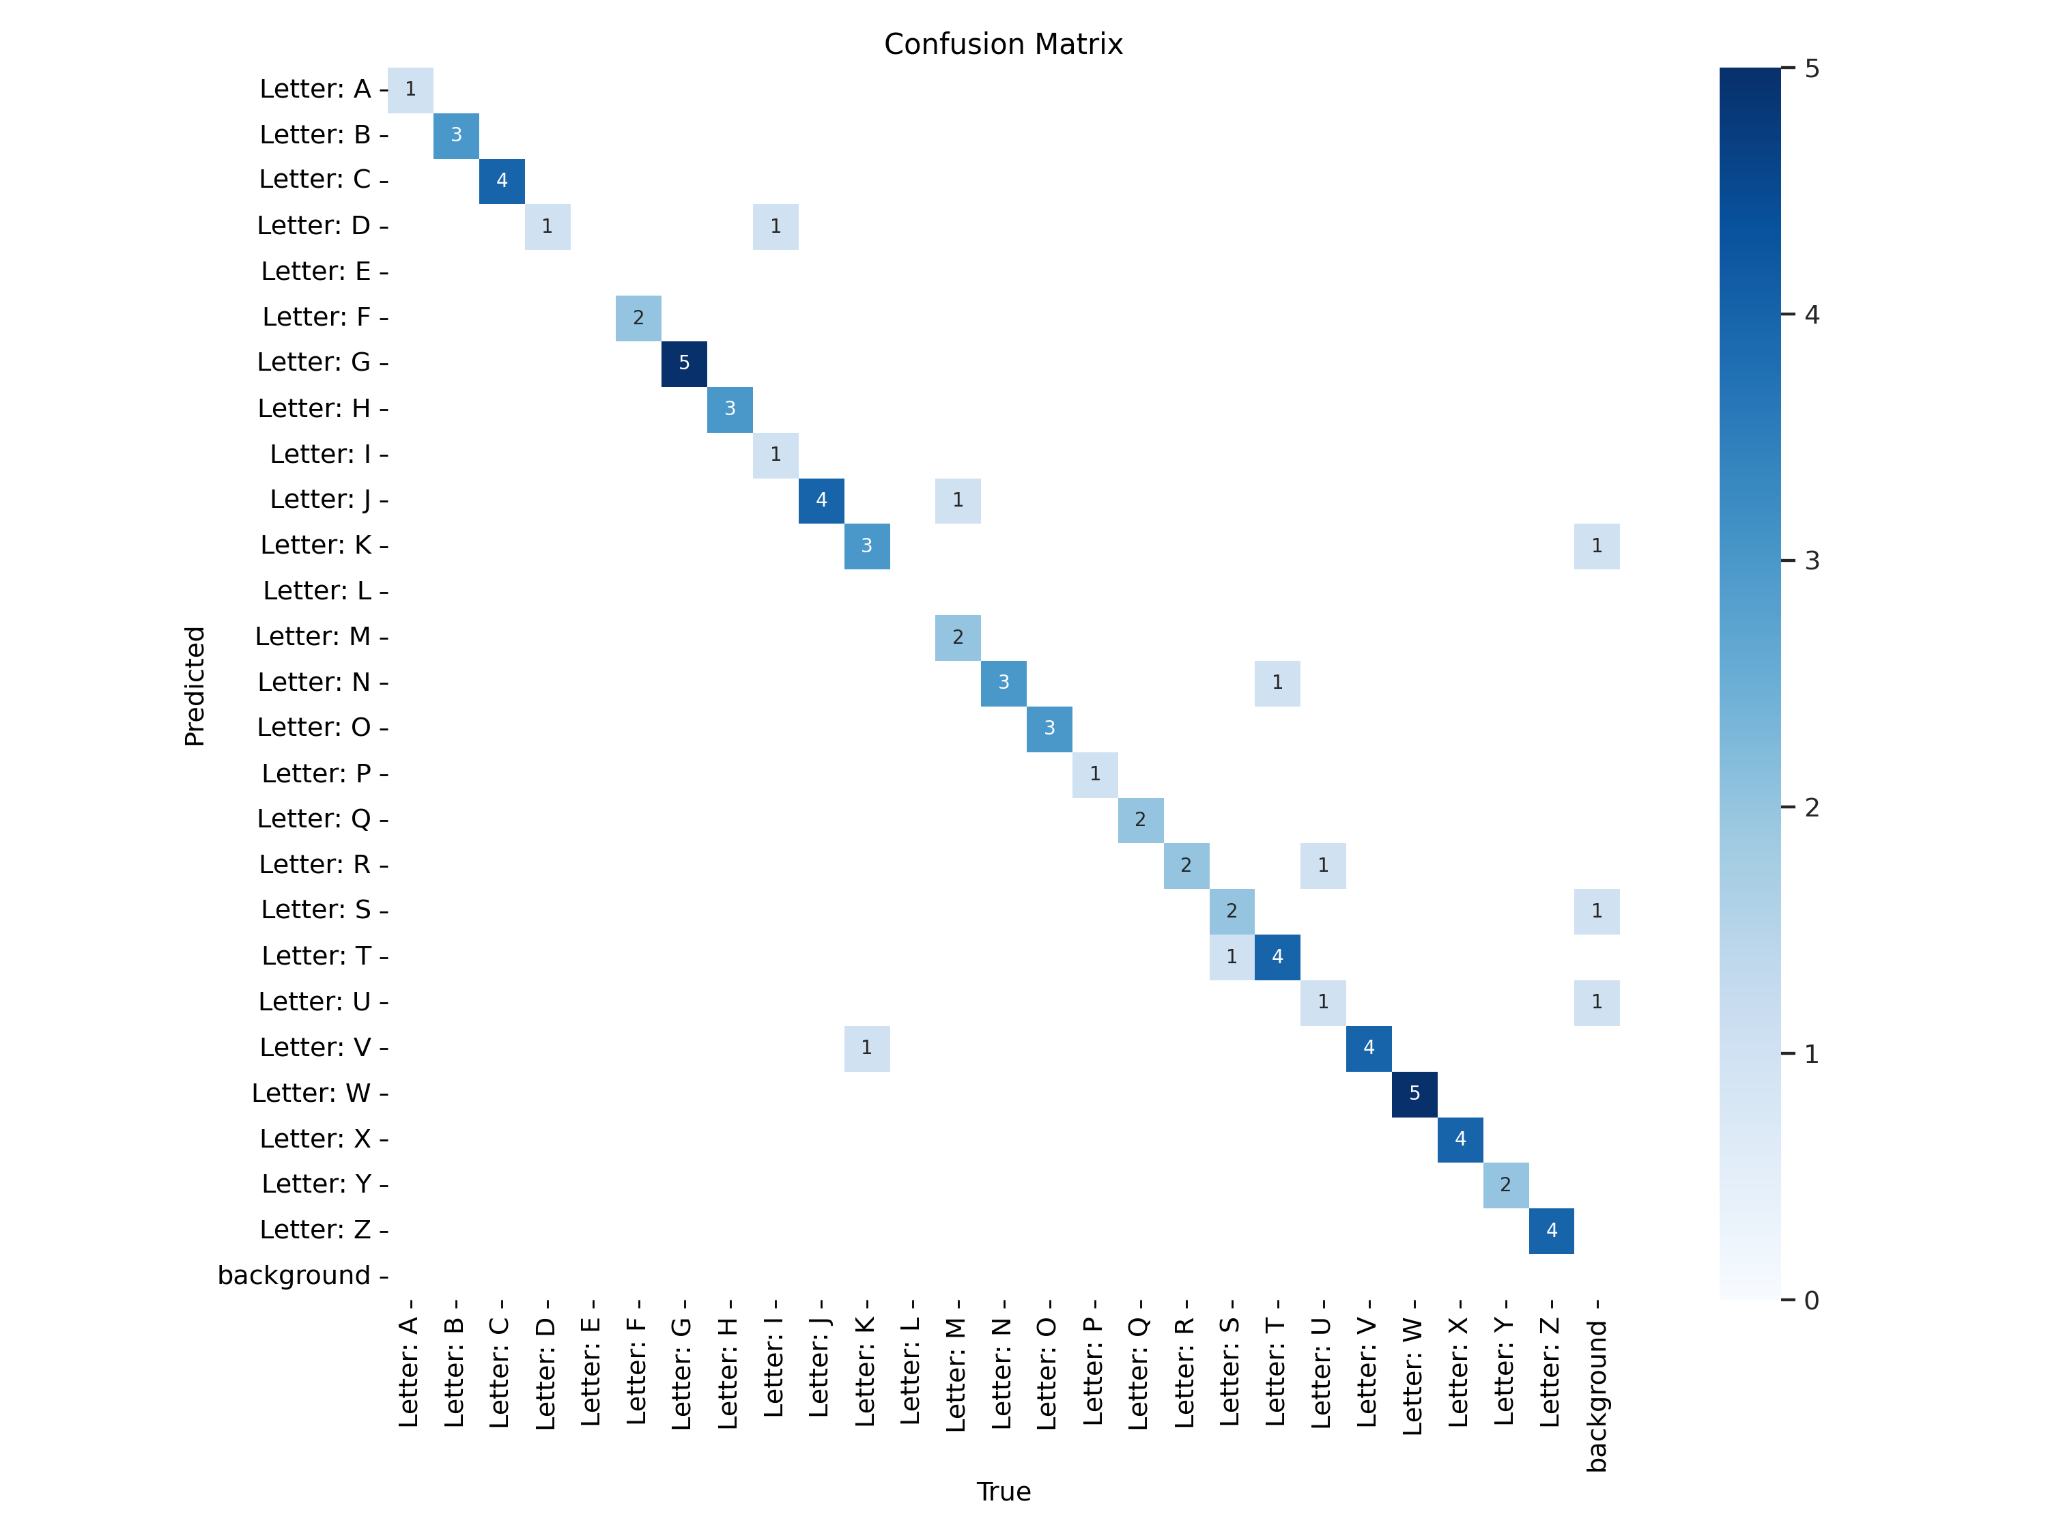 Confusion Matrix
Letter: A 1
Letter: B 3
Letter: C 4
Letter: D 1 1
Letter: E
Letter: F 2
Letter: G 5
Letter: H 3
Letter: I 1
Letter: J 4 1
Letter: K 3 1
Letter: L
Letter: M 2
Letter: N 3 1
Letter: O 3
Letter: P 1
Letter: Q 2
Letter: R 2 1
Letter: S 2 1
Letter: T 1 4
Letter: U 1 1
Letter: V 1 4
Letter: W 5
Letter: X 4
Letter: Y 2
Letter: Z 4
background
Predicted
Letter: A
Letter: B
Letter: C
Letter: D
Letter: E
Letter: F
Letter: G
Letter: H
Letter: I
Letter: J
Letter: K
Letter: L
Letter: M
Letter: N
Letter: O
Letter: P
Letter: Q
Letter: R
Letter: S
Letter: T
Letter: U
Letter: V
Letter: W
Letter: X
Letter: Y
Letter: Z
background
True
5
4
3
2
1
0